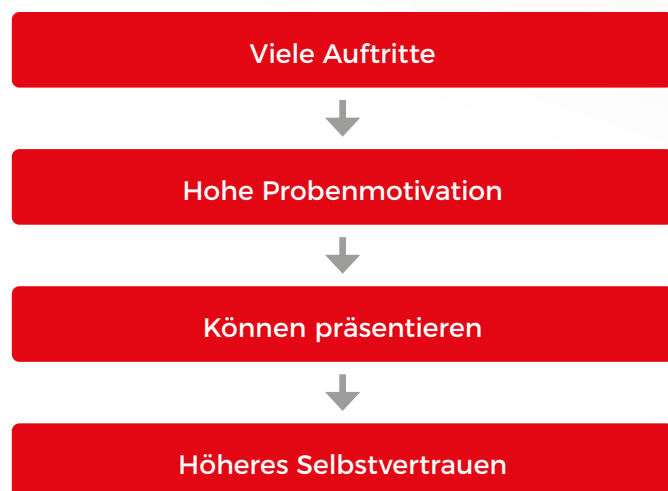 Viele Auftritte
Hohe Probenmotivation
Können präsentieren
Höheres Selbstvertrauen